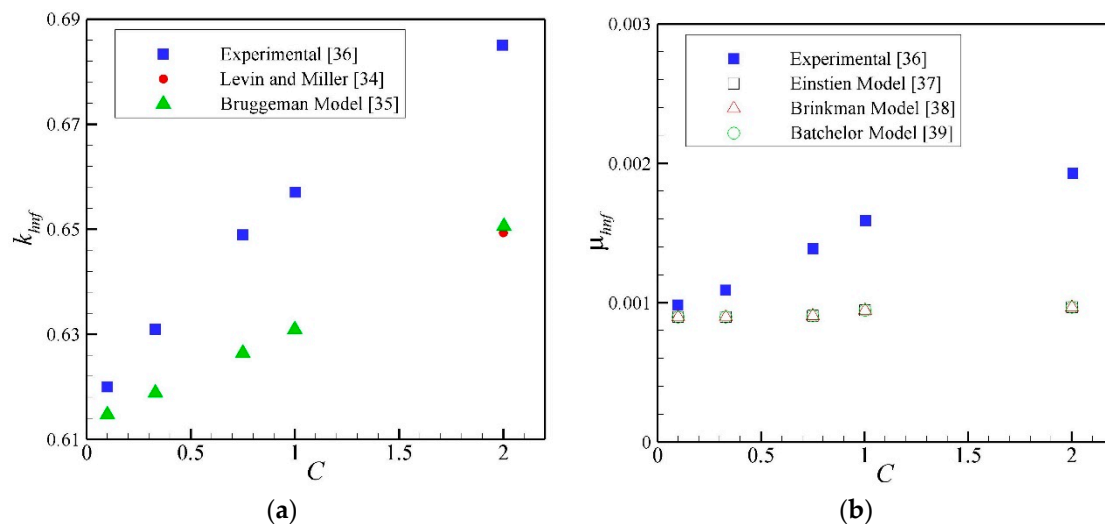 0.69
0.67
0.65
0.63
0.61
k_hnf
Experimental [36]
Levin and Miller [34]
Bruggeman Model [35]
0
0.5
1
1.5
2
C
(a)
0.003
0.002
0.001
0
μ_hnf
Experimental [36]
Einstien Model [37]
Brinkman Model [38]
Batchelor Model [39]
0
0.5
1
1.5
2
C
(b)